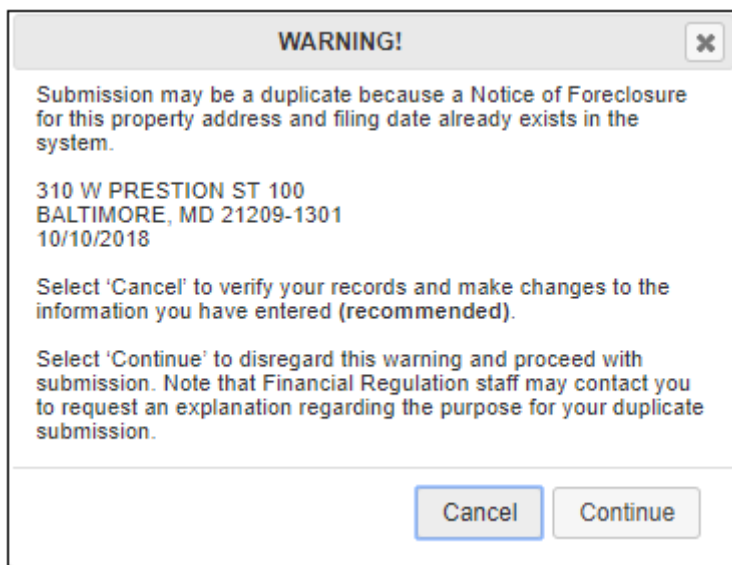 WARNING!
Submission may be a duplicate because a Notice of Foreclosure
for this property address and filing date already exists in the
system.
310 W PRESTION ST 100
BALTIMORE, MD 21209-1301
10/10/2018
Select ‘Cancel’ to verify your records and make changes to the
information you have entered (recommended).
Select ‘Continue’ to disregard this warning and proceed with
submission. Note that Financial Regulation staff may contact you
to request an explanation regarding the purpose for your duplicate
submission.
Cancel Continue